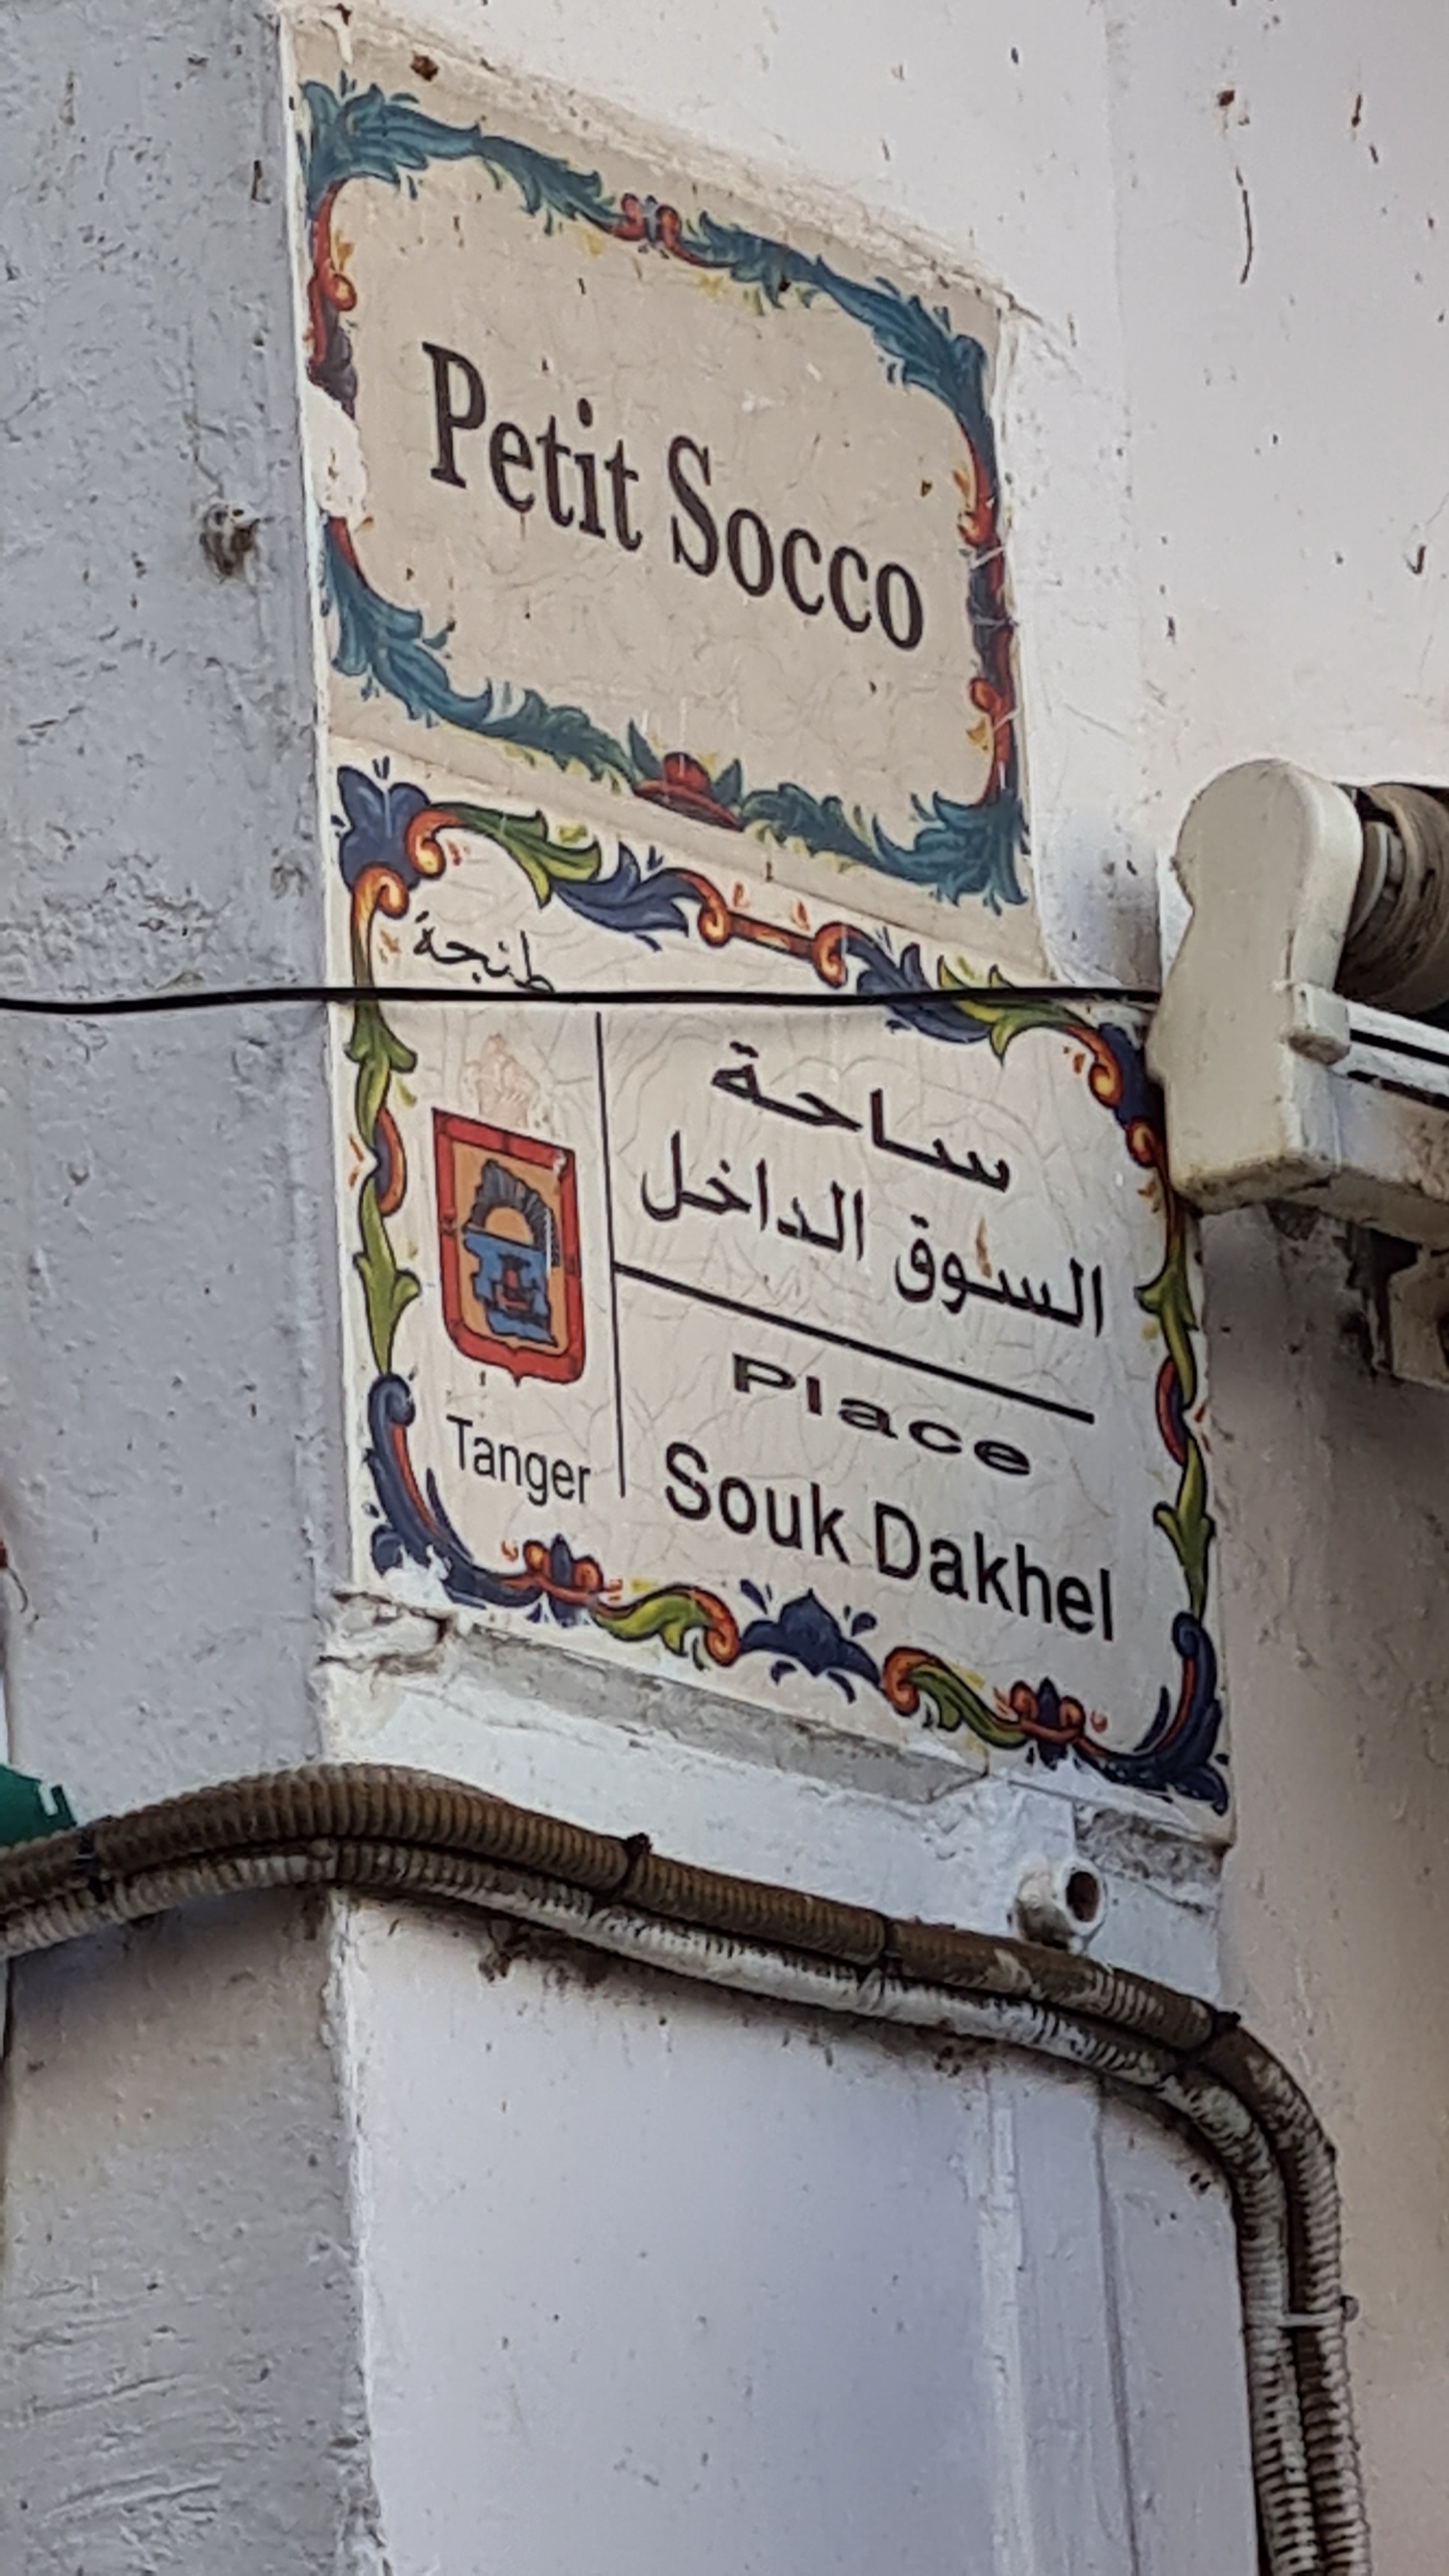 Petit Socco
طنجة
ساحة
السوق الداخل
Place
Souk Dakhel
Tanger